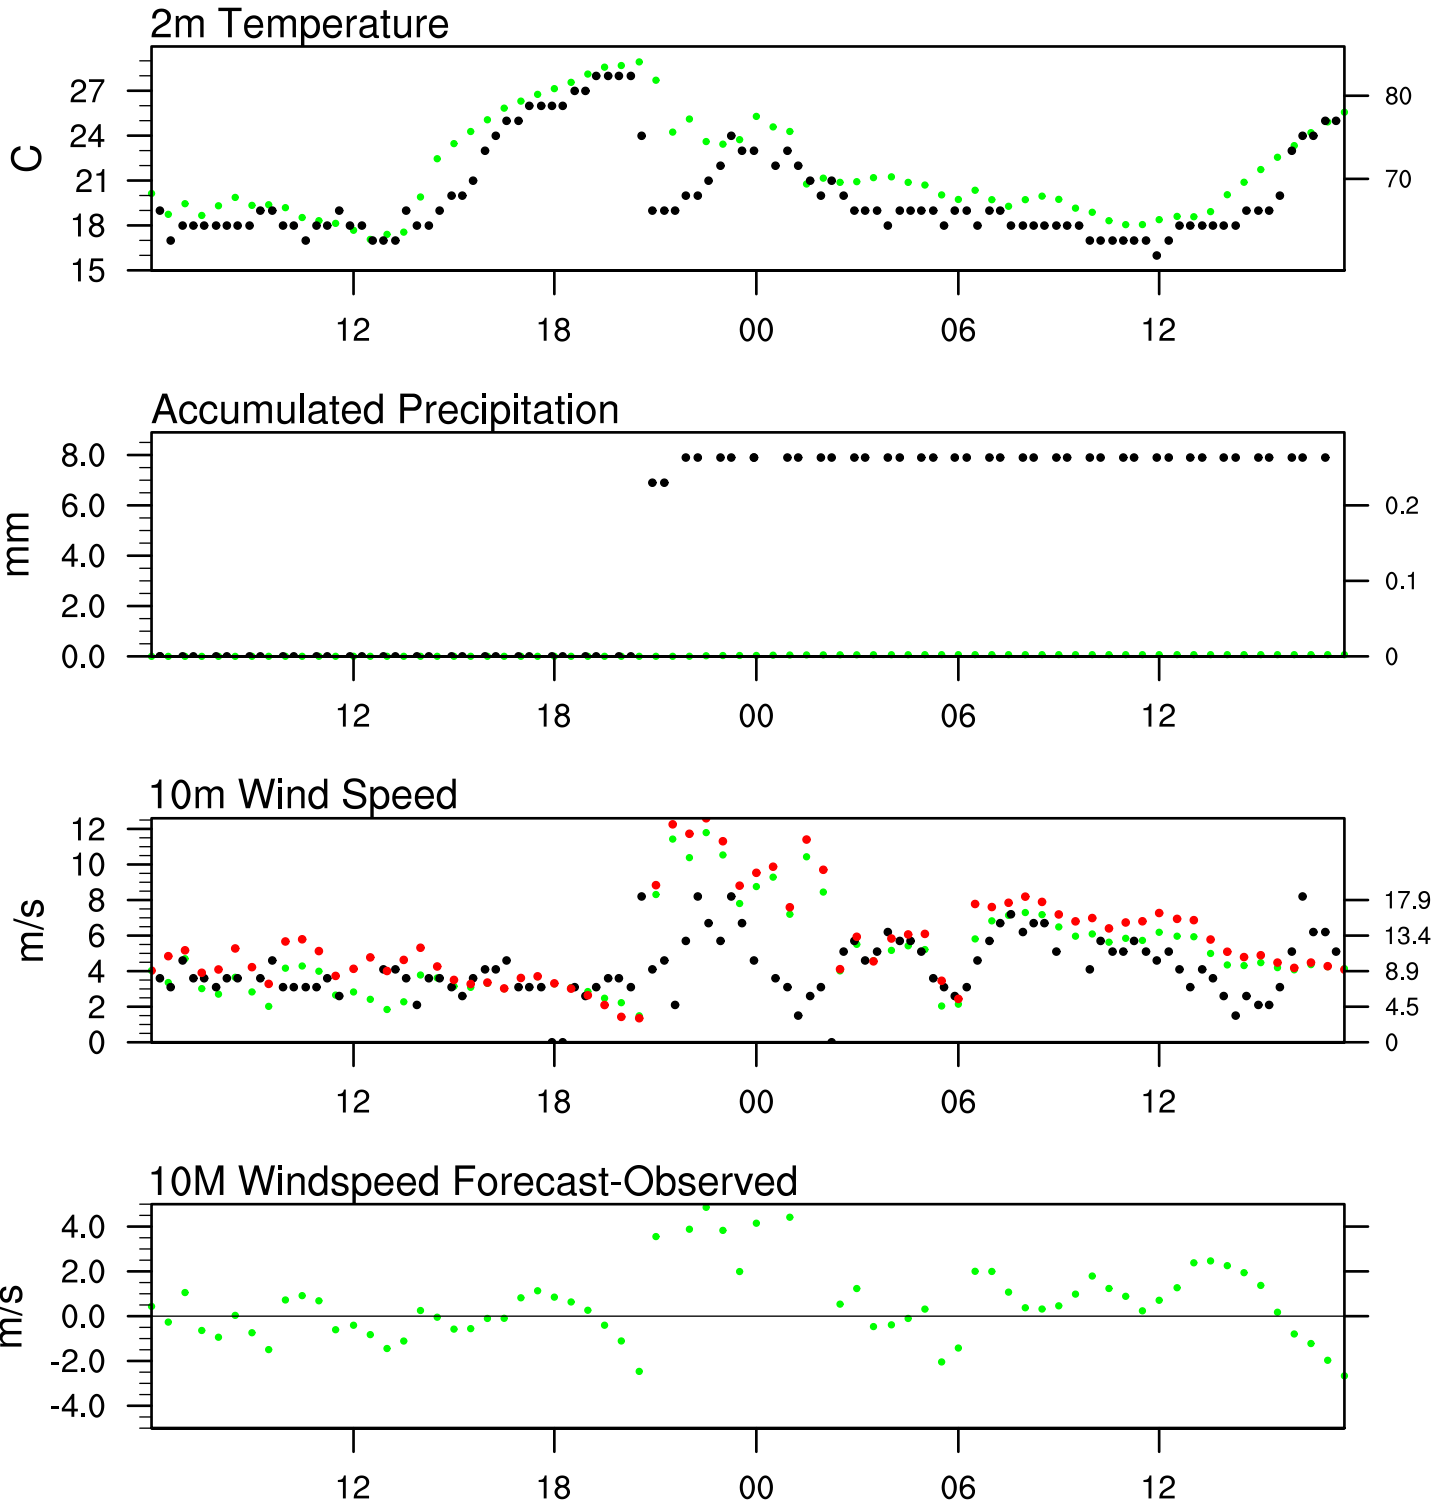 2m Temperature
27
24
21
18
15
C
80
70
12 18 00 06 12
Accumulated Precipitation
8.0
6.0
4.0
2.0
0.0
mm
0.2
0.1
0
12 18 00 06 12
10m Wind Speed
12
10
8
6
4
2
0
m/s
17.9
13.4
8.9
4.5
0
12 18 00 06 12
10M Windspeed Forecast-Observed
4.0
2.0
0.0
-2.0
-4.0
m/s
12 18 00 06 12